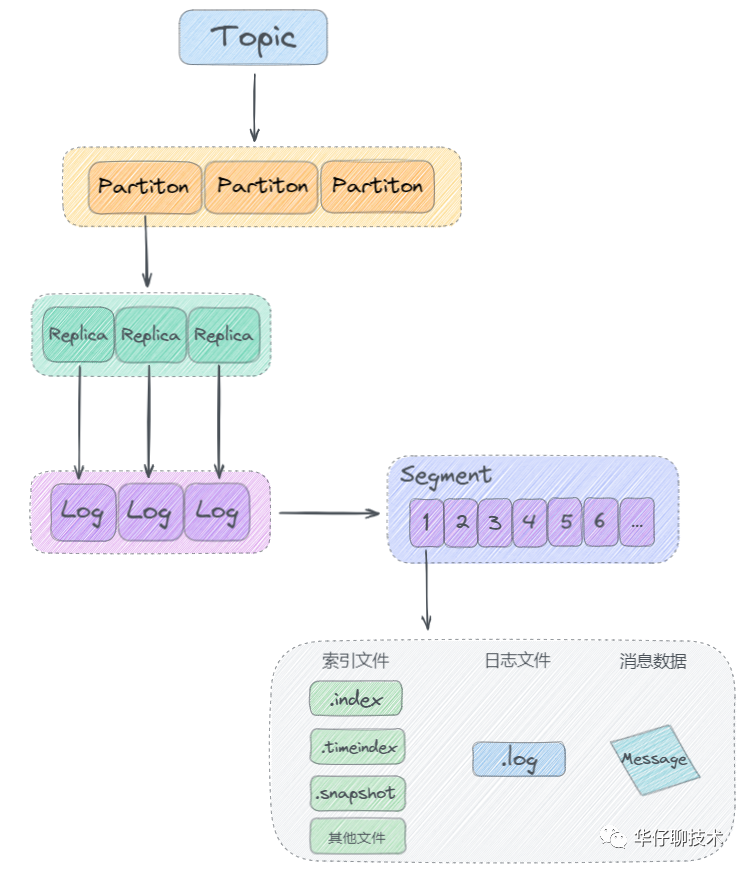 Topic
Partiton Partiton Partiton
Replica Replica Replica
Log Log Log
Segment
1 2 3 4 5 6 ...
索引文件 日志文件 消息数据
.index
.timeindex
.log
Message
.snapshot
其他文件
华仔聊技术